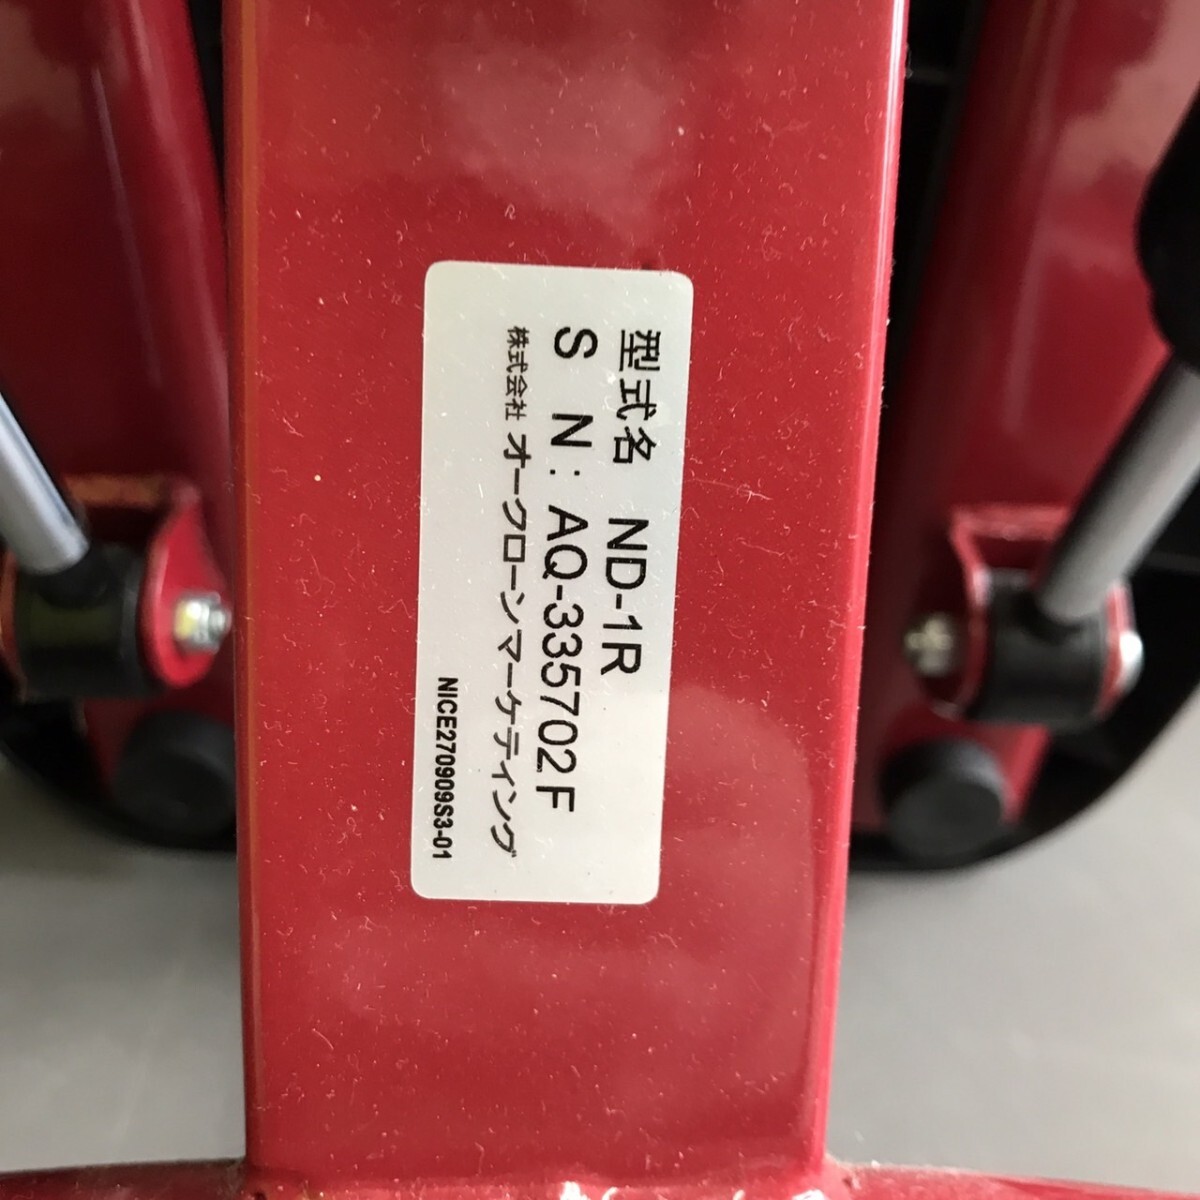 型式名 ND-1R
S N: AQ-335702F
株式会社 オークローンマーケティング
NICE270909S3-01